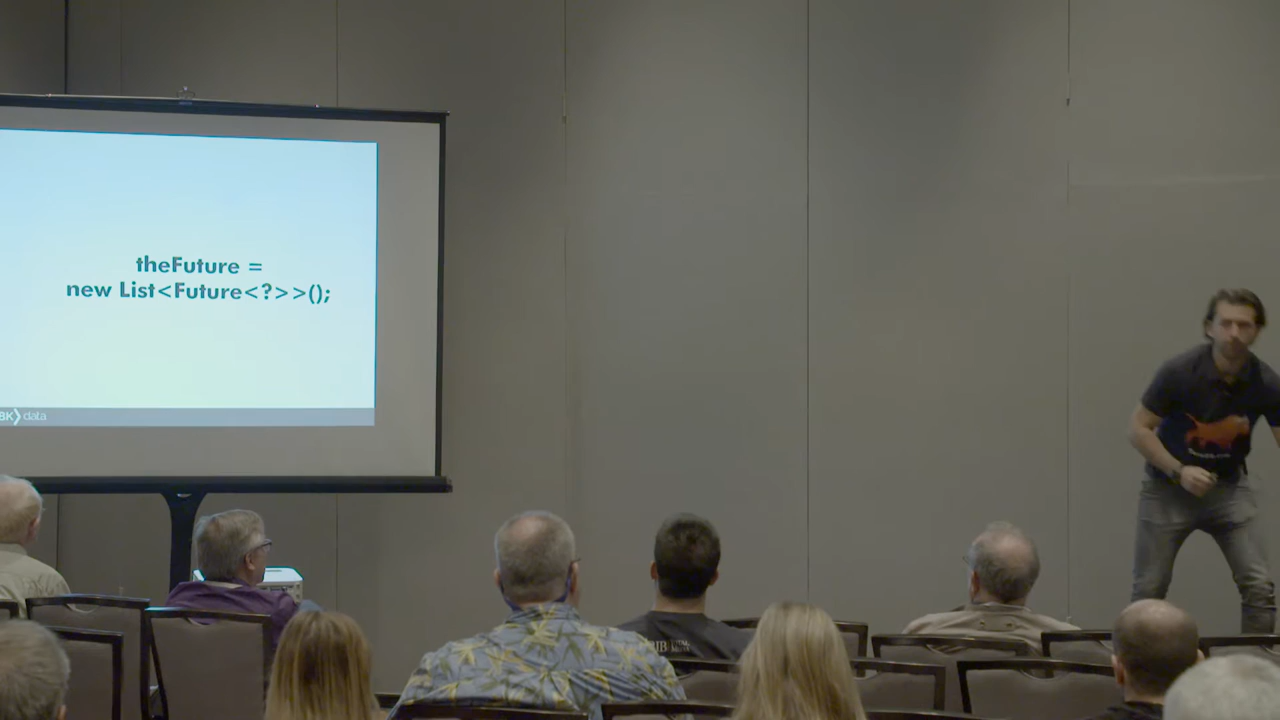 theFuture =
new List<Future<?>>();
BK data